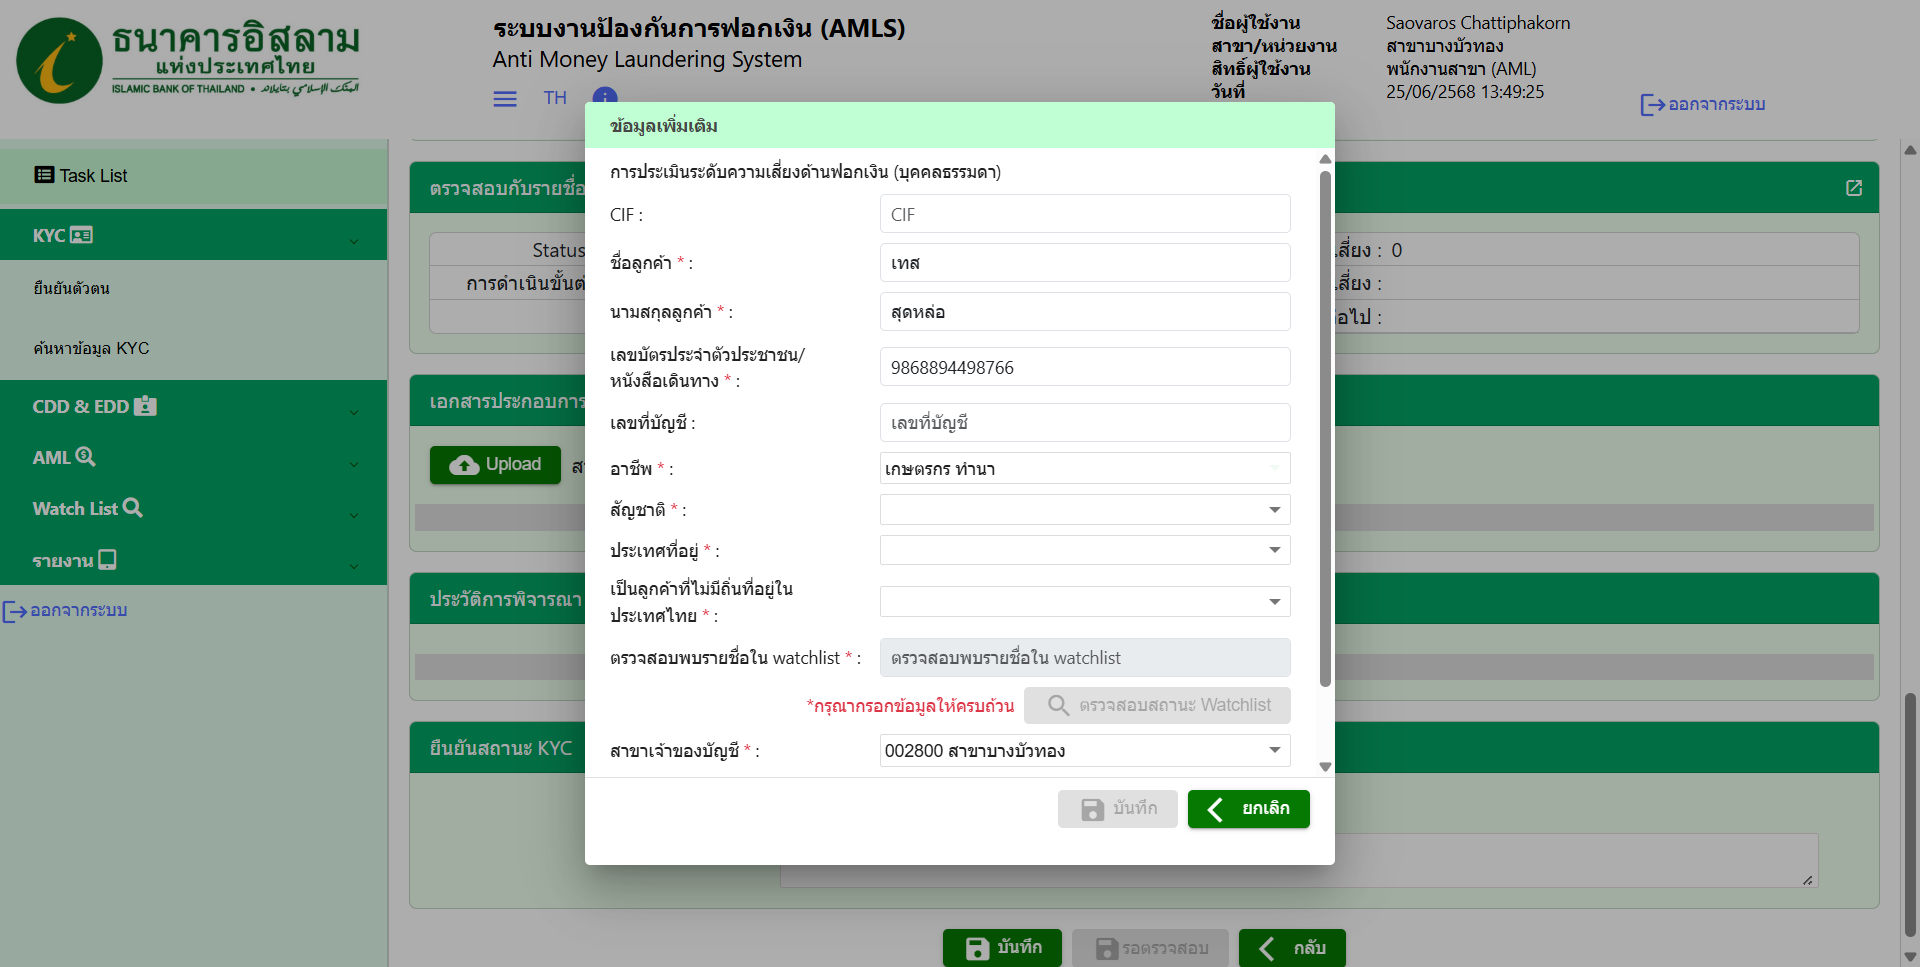 ธนาคารอิสลาม
แห่งประเทศไทย
ISLAMIC BANK OF THAILAND •
ระบบงานป้องกันการฟอกเงิน (AMLS)
Anti Money Laundering System
TH
ชื่อผู้ใช้งาน Saovaros Chattiphakorn
สาขา/หน่วยงาน สาขาบางบัวทอง
สิทธิ์ผู้ใช้งาน พนักงานสาขา (AML)
วันที่ 25/06/2568 13:49:25
ออกจากระบบ
Task List
KYC
ยืนยันตัวตน
ค้นหาข้อมูล KYC
CDD & EDD
AML
Watch List
รายงาน
ออกจากระบบ
ตรวจสอบกับรายชื่อ
Status
เสี่ยง : 0
การดำเนินขั้นต
เสี่ยง :
อไป :
เอกสารประกอบการ
Upload
ประวัติการพิจารณา
ยืนยันสถานะ KYC
ข้อมูลเพิ่มเติม
การประเมินระดับความเสี่ยงด้านฟอกเงิน (บุคคลธรรมดา)
CIF : CIF
ชื่อลูกค้า * : เทส
นามสกุลลูกค้า * : สุดหล่อ
เลขบัตรประจำตัวประชาชน/
หนังสือเดินทาง * : 9868894498766
เลขที่บัญชี : เลขที่บัญชี
อาชีพ * : เกษตรกร ทำนา
สัญชาติ * :
ประเทศที่อยู่ * :
เป็นลูกค้าที่ไม่มีถิ่นที่อยู่ใน
ประเทศไทย * :
ตรวจสอบพบรายชื่อใน watchlist * : ตรวจสอบพบรายชื่อใน watchlist
*กรุณากรอกข้อมูลให้ครบถ้วน ตรวจสอบสถานะ Watchlist
สาขาเจ้าของบัญชี * : 002800 สาขาบางบัวทอง
บันทึก ยกเลิก
บันทึก รอตรวจสอบ กลับ